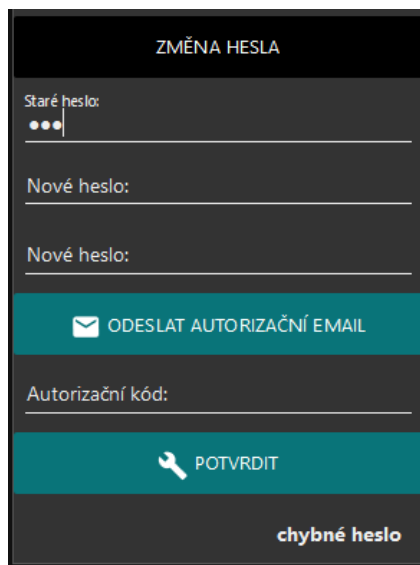 ZMĚNA HESLA
Staré heslo:
●●●
Nové heslo:
Nové heslo:
ODESLAT AUTORIZAČNÍ EMAIL
Autorizační kód:
POTVRDIT
chybné heslo